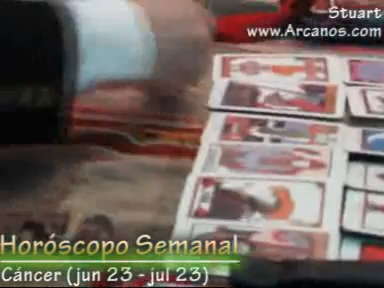 Stuart
www.Arcanos.com
Horóscopo Semanal
Cáncer (jun 23 - jul 23)